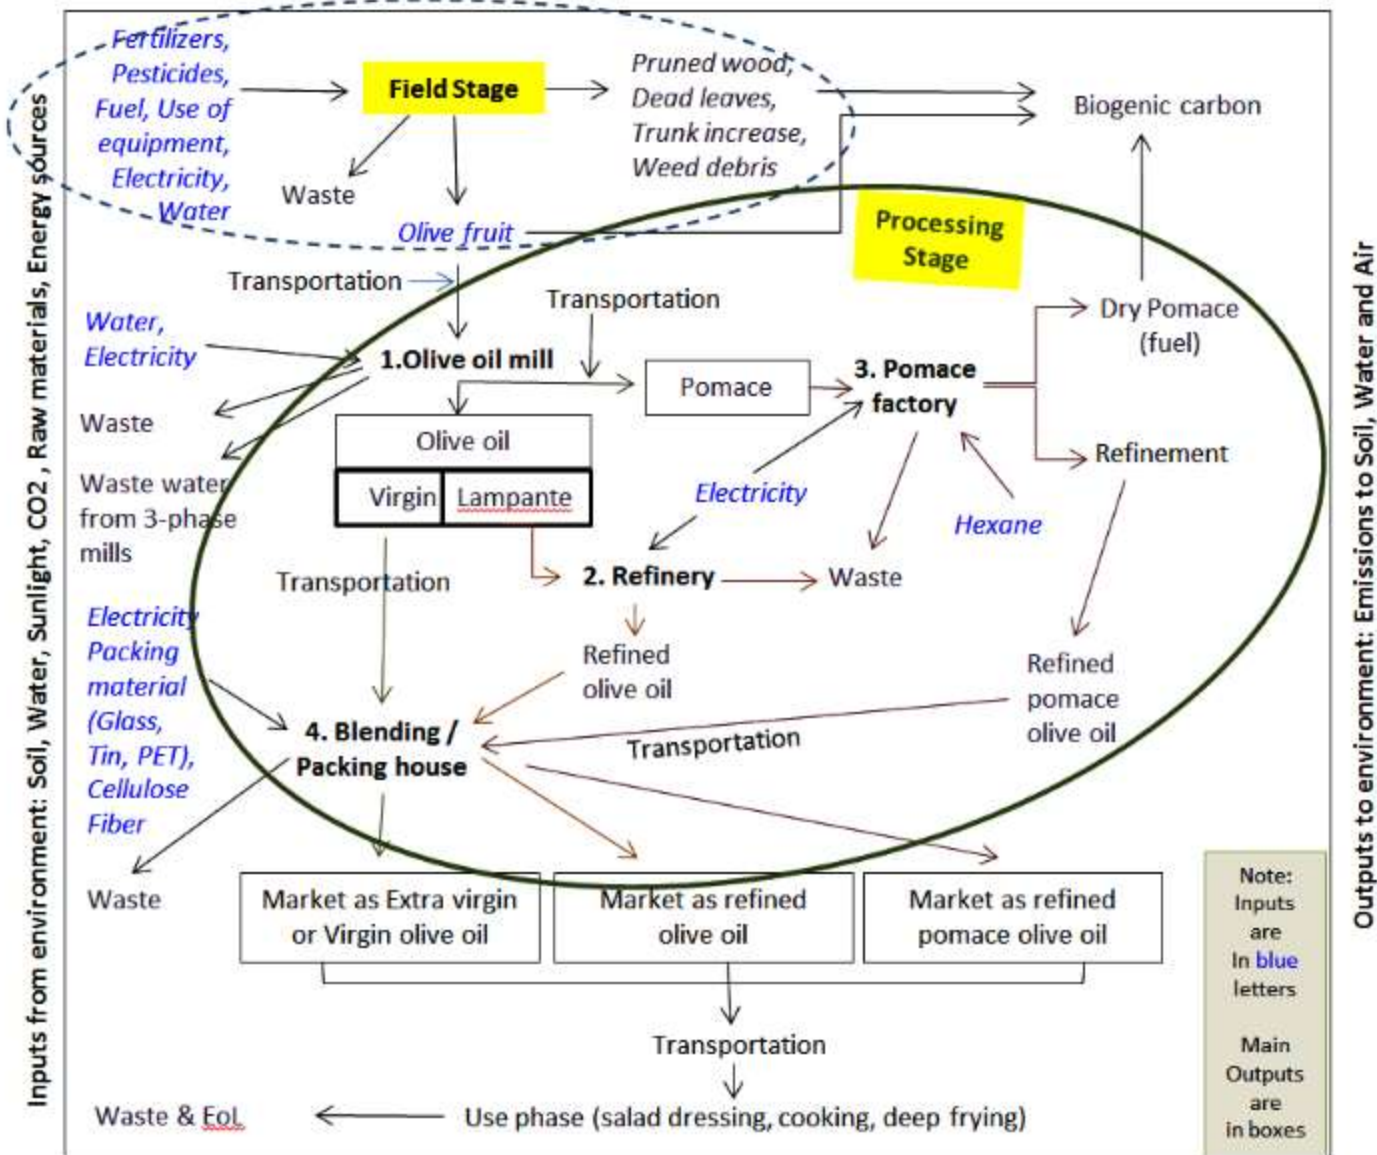 Inputs from environment: Soil, Water, Sunlight, CO2 , Raw materials, Energy sources
Fertilizers,
Pesticides,
Fuel, Use of
equipment,
Electricity,
Water
Field Stage
Pruned wood,
Dead leaves,
Trunk increase,
Weed debris
Biogenic carbon
Waste
Olive fruit
Processing
Stage
Transportation
Transportation
Water,
Electricity
1.Olive oil mill
Pomace
3. Pomace
factory
Dry Pomace
(fuel)
Waste
Olive oil
Refinement
Waste water
from 3-phase
mills
Virgin
Lampante
Electricity
Hexane
Transportation
2. Refinery
Waste
Electricity
Packing
material
(Glass,
Tin, PET),
Cellulose
Fiber
Refined
olive oil
Refined
pomace
olive oil
4. Blending /
Packing house
Transportation
Waste
Market as Extra virgin
or Virgin olive oil
Market as refined
olive oil
Market as refined
pomace olive oil
Note:
Inputs
are
In blue
letters
Main
Outputs
are
in boxes
Transportation
Waste & EoL
Use phase (salad dressing, cooking, deep frying)
Outputs to environment: Emissions to Soil, Water and Air